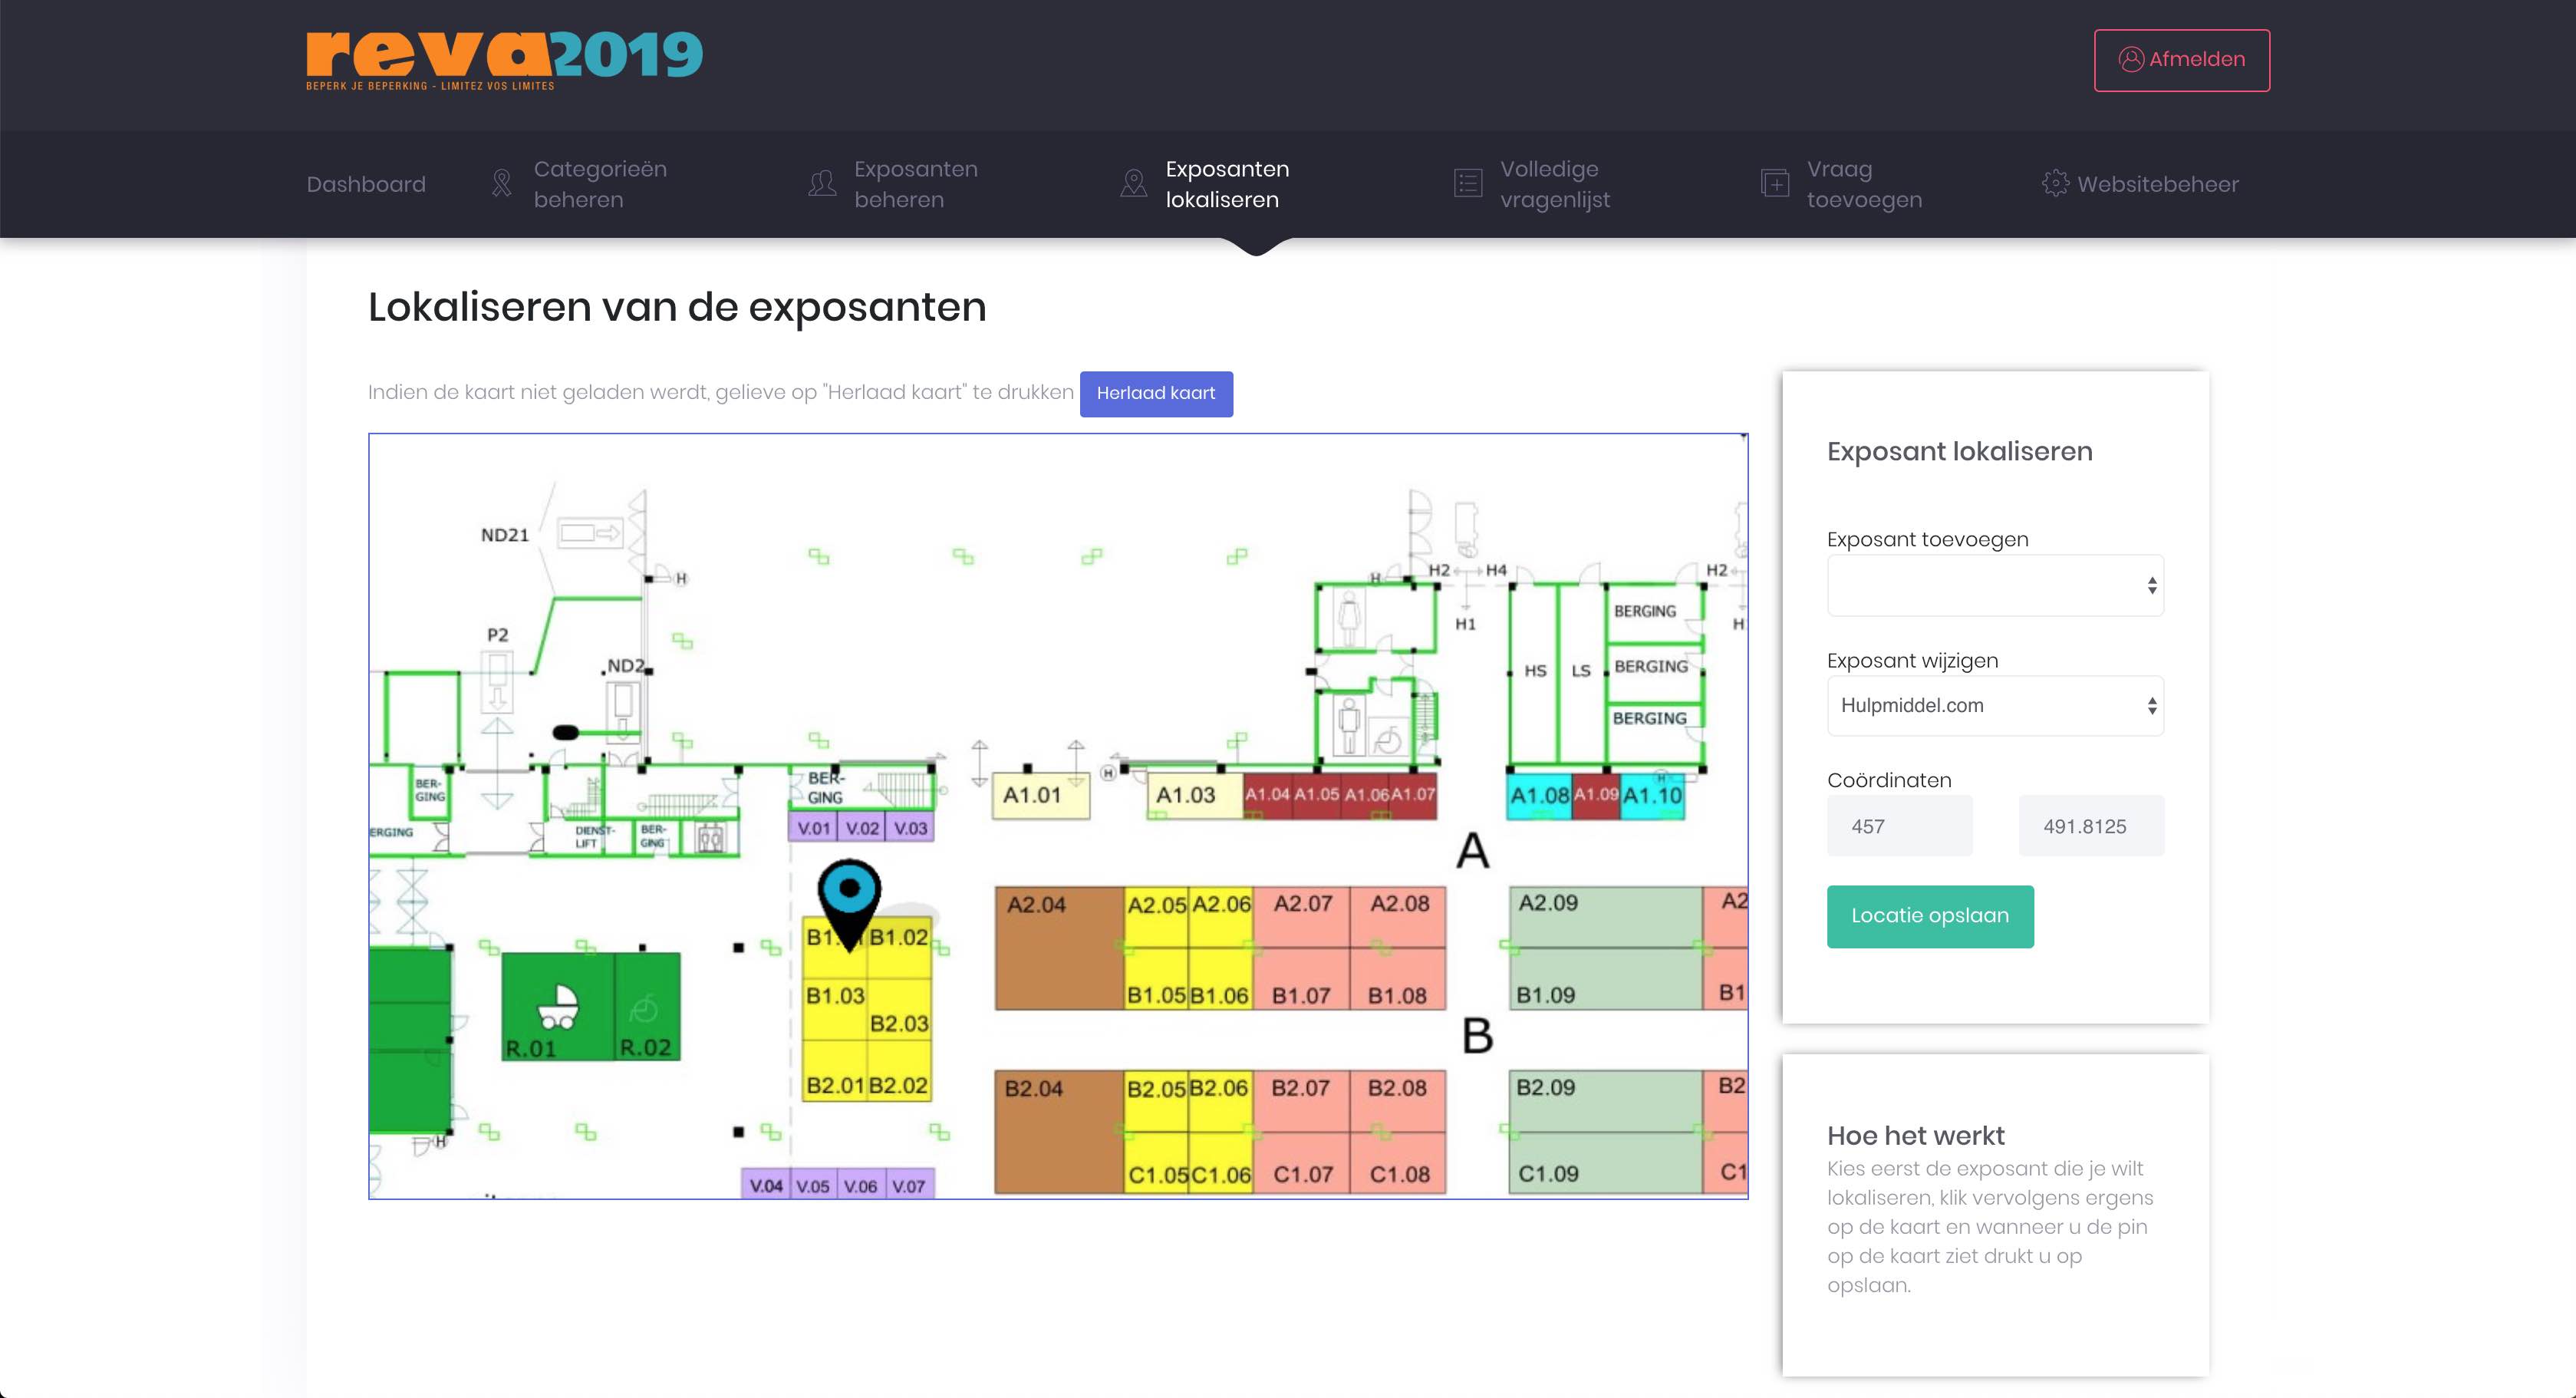 reva2019
BEPERK JE BEPERKING - LIMITEZ VOS LIMITES
Afmelden
Dashboard
Categorieën
beheren
Exposanten
beheren
Exposanten
lokaliseren
Volledige
vragenlijst
Vraag
toevoegen
Websitebeheer
Lokaliseren van de exposanten
Indien de kaart niet geladen werdt, gelieve op "Herlaad kaart" te drukken
Herlaad kaart
ND21
H
H
H2
H4
H2
P2
H1
H
BERGING
ND2
HS
LS
BERGING
BERGING
BER-
GING
BER-
GING
H
A1.01
A1.03
A1.04
A1.05
A1.06
A1.07
A1.08
A1.09
A1.10
H
ERGING
DIENST-
LIFT
BER-
GING
V.01
V.02
V.03
A
A2.04
A2.05
A2.06
A2.07
A2.08
A2.09
A2
B1.02
B1.03
B2.03
B1.05
B1.06
B1.07
B1.08
B1.09
B1
R.01
R.02
B
B2.01
B2.02
B2.04
B2.05
B2.06
B2.07
B2.08
B2.09
B2
H
V.04
V.05
V.06
V.07
C1.05
C1.06
C1.07
C1.08
C1.09
C1
Exposant lokaliseren
Exposant toevoegen
Exposant wijzigen
Hulpmiddel.com
Coördinaten
457
491.8125
Locatie opslaan
Hoe het werkt
Kies eerst de exposant die je wilt
lokaliseren, klik vervolgens ergens
op de kaart en wanneer u de pin
op de kaart ziet drukt u op
opslaan.